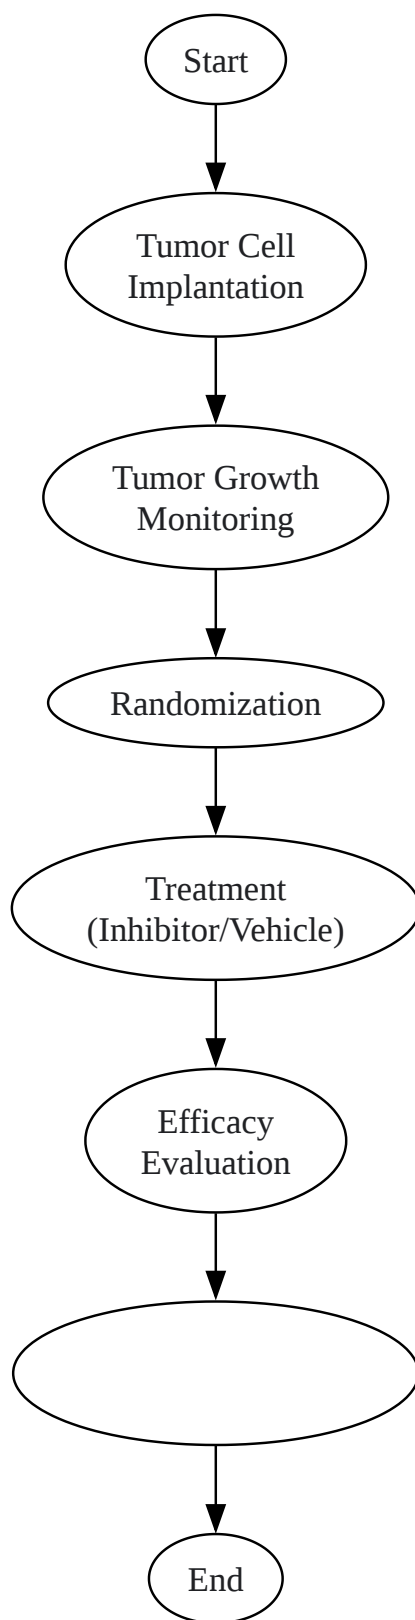 Start
Tumor Cell
Implantation
Tumor Growth
Monitoring
Randomization
Treatment
(Inhibitor/Vehicle)
Efficacy
Evaluation
End